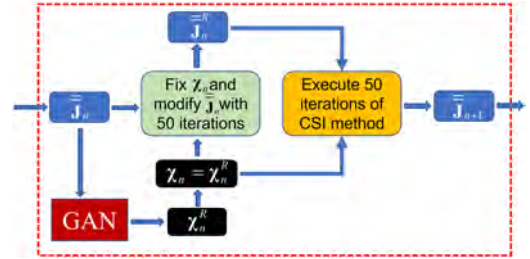 J̿ₙᴿ
Fix χₙ and
modify J̿ₙ with
50 iterations
Execute 50
iterations of
CSI method
J̿ₙ
J̿ₙ₊₁
χₙ = χₙᴿ
GAN
χₙᴿ